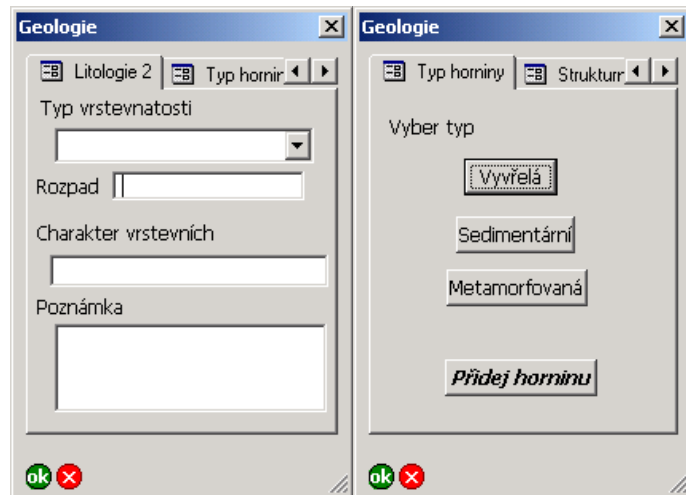 Geologie
Litologie 2
Typ hornin
Typ vrstevnatosti
Rozpad
Charakter vrstevních
Poznámka
ok
Geologie
Typ horniny
Strukturr
Vyber typ
Vyvřelá
Sedimentární
Metamorfovaná
Přidej horninu
ok